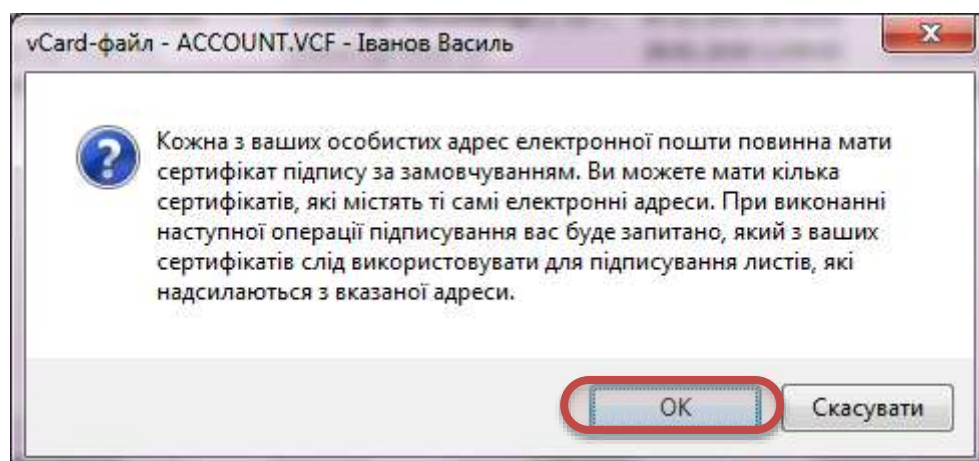 vCard-файл - ACCOUNT.VCF - Іванов Василь
Кожна з ваших особистих адрес електронної пошти повинна мати
сертифікат підпису за замовчуванням. Ви можете мати кілька
сертифікатів, які містять ті самі електронні адреси. При виконанні
наступної операції підписування вас буде запитано, який з ваших
сертифікатів слід використовувати для підписування листів, які
надсилаються з вказаної адреси.
OK
Скасувати